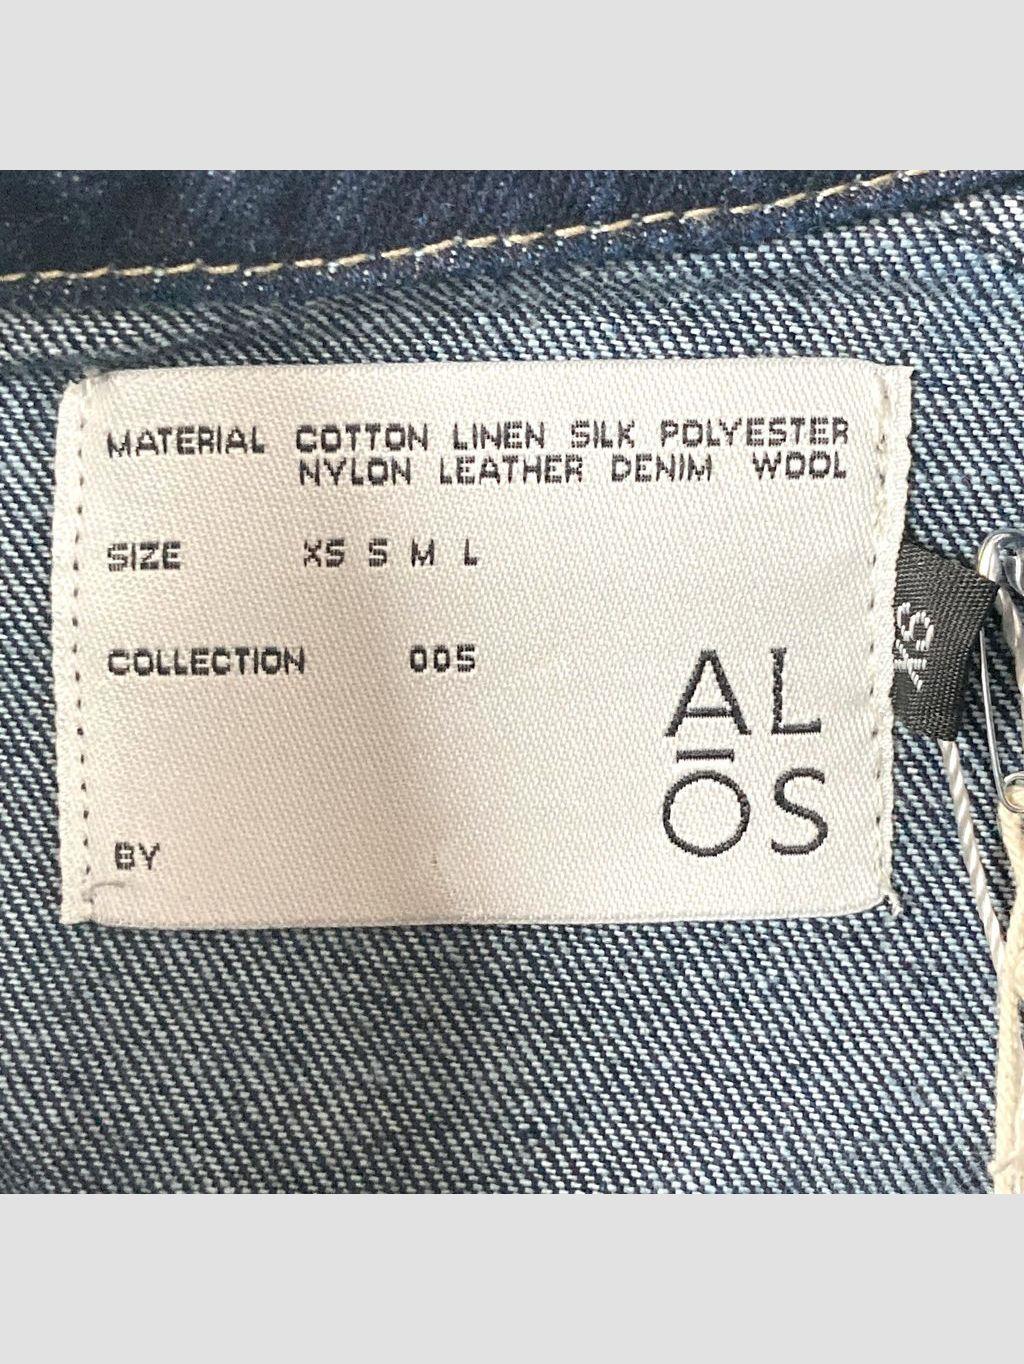 MATERIAL COTTON LINEN SILK POLYESTER
NYLON LEATHER DENIM WOOL
SIZE XS S M L
COLLECTION 005
AL
ŌS
BY